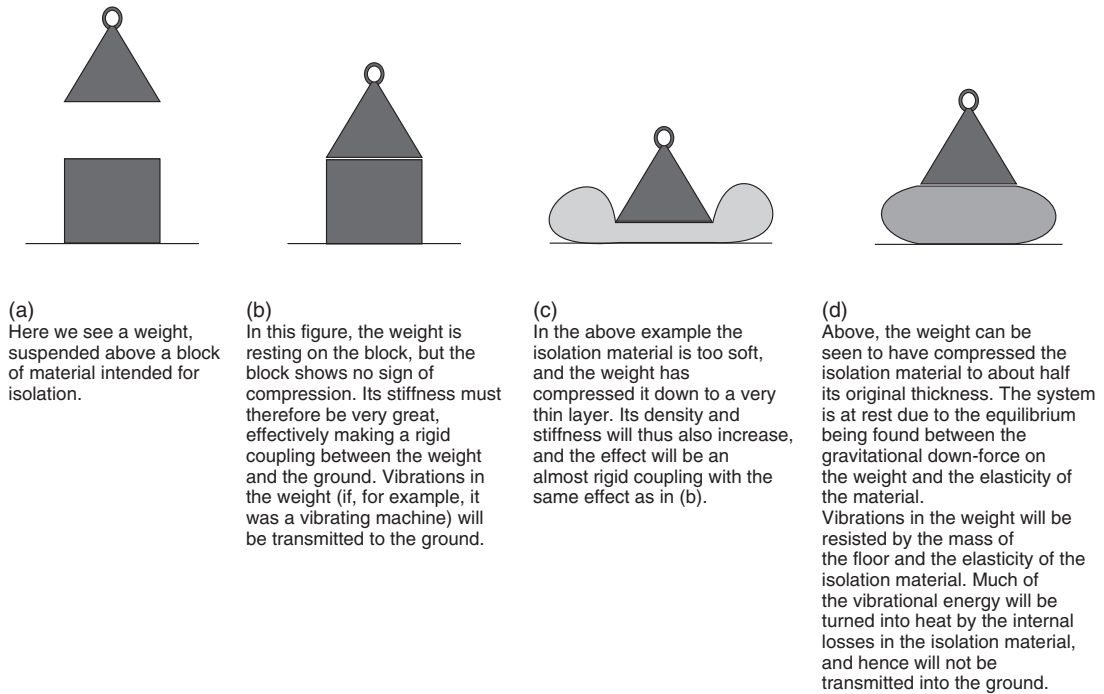 (a)
Here we see a weight,
suspended above a block
of material intended for
isolation.
(b)
In this figure, the weight is
resting on the block, but the
block shows no sign of
compression. Its stiffness must
therefore be very great,
effectively making a rigid
coupling between the weight
and the ground. Vibrations in
the weight (if, for example, it
was a vibrating machine) will
be transmitted to the ground.
(c)
In the above example the
isolation material is too soft,
and the weight has
compressed it down to a very
thin layer. Its density and
stiffness will thus also increase,
and the effect will be an
almost rigid coupling with the
same effect as in (b).
(d)
Above, the weight can be
seen to have compressed the
isolation material to about half
its original thickness. The system
is at rest due to the equilibrium
being found between the
gravitational down-force on
the weight and the elasticity of
the material.
Vibrations in the weight will be
resisted by the mass of
the floor and the elasticity of the
isolation material. Much of
the vibrational energy will be
turned into heat by the internal
losses in the isolation material,
and hence will not be
transmitted into the ground.